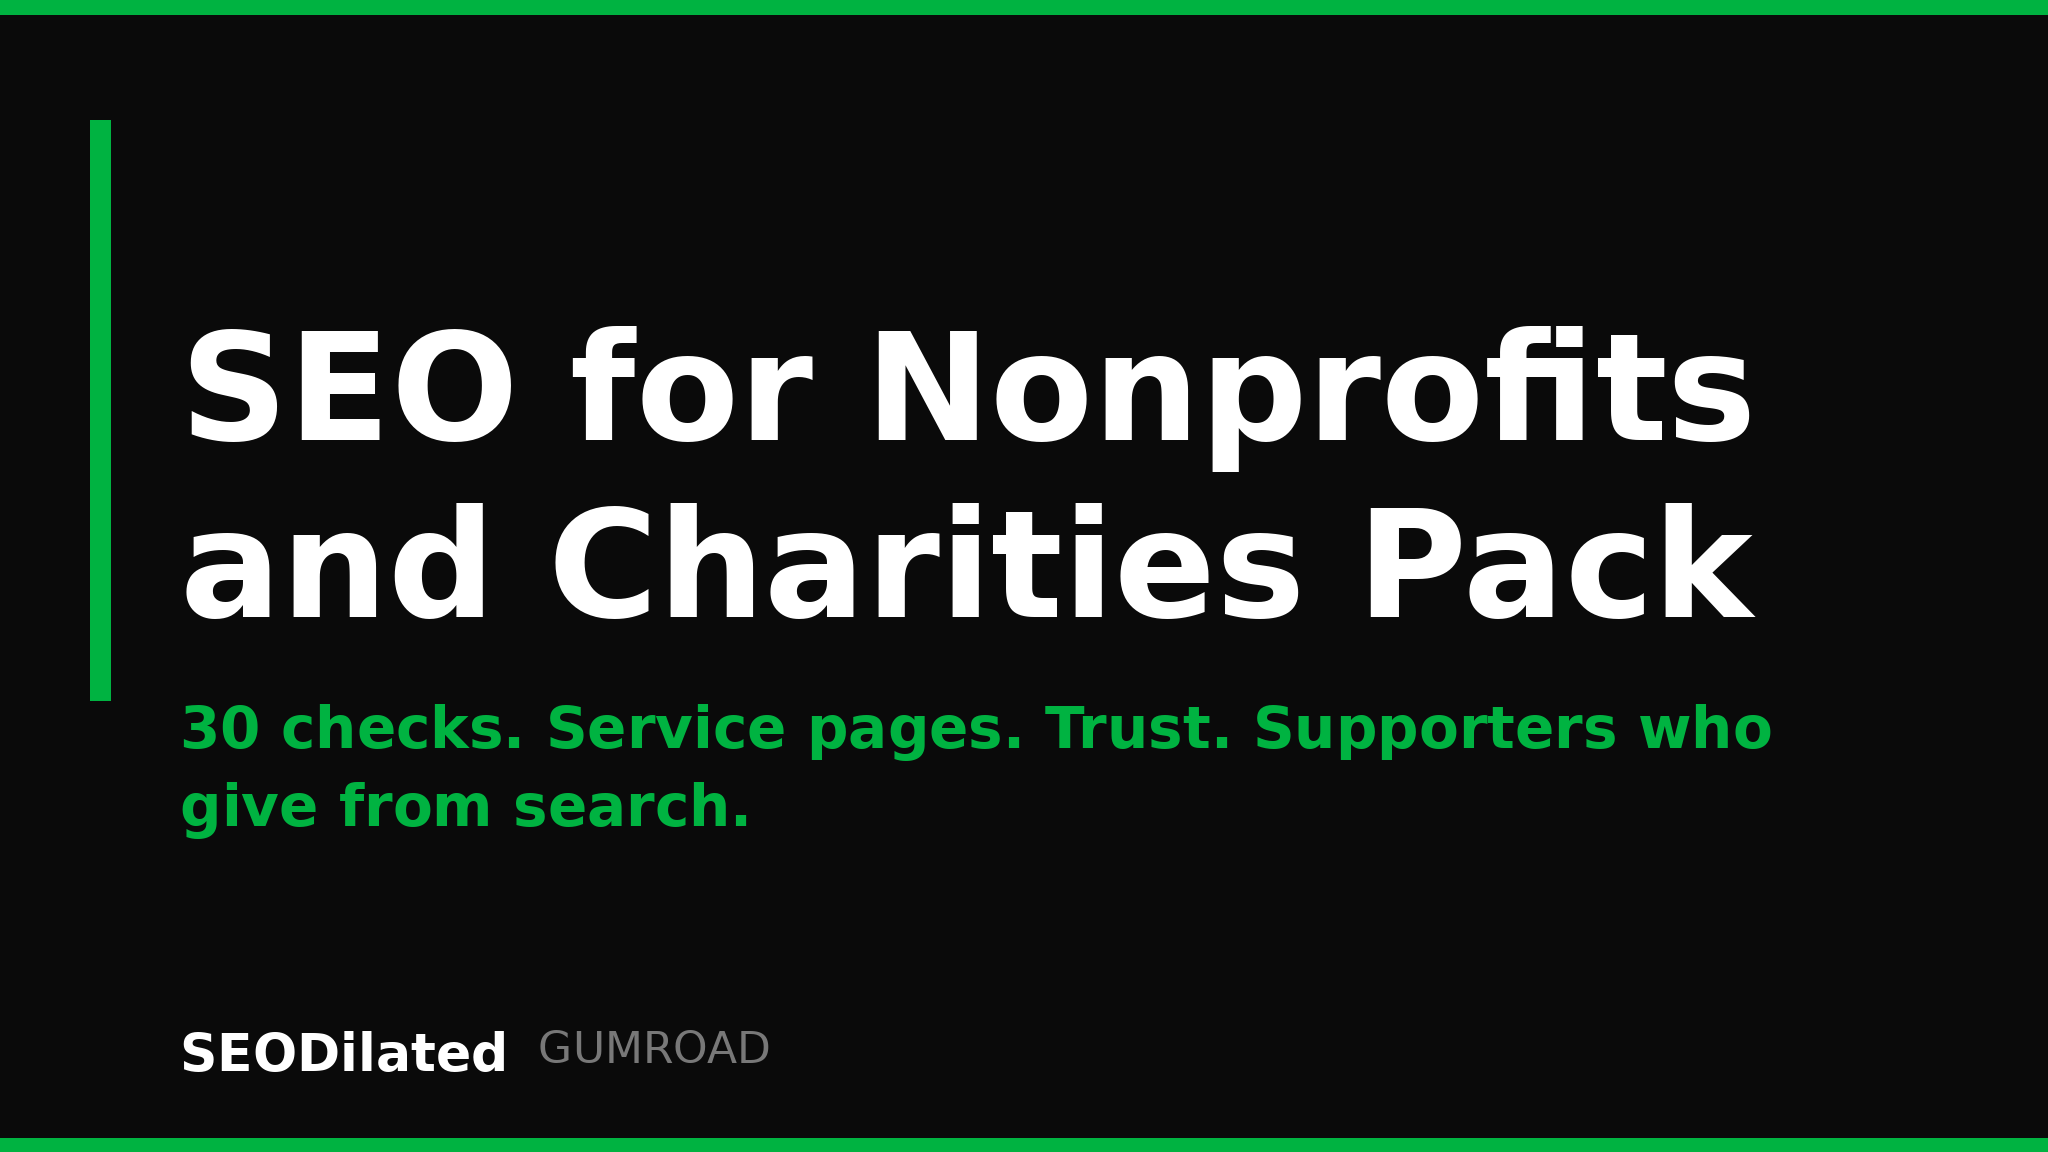 SEO for Nonprofits
and Charities Pack
30 checks. Service pages. Trust. Supporters who
give from search.
SEODilated GUMROAD